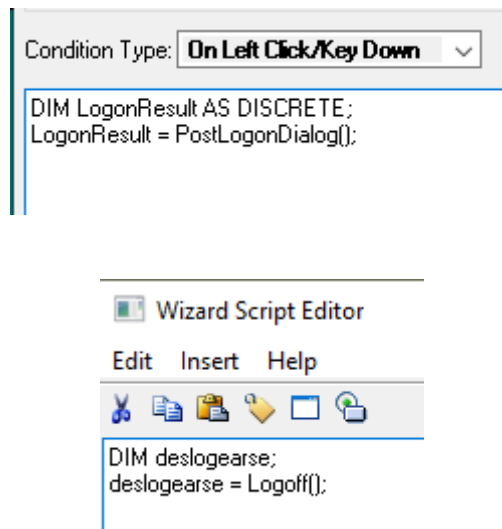 Condition Type: On Left Click/Key Down
DIM LogonResult AS DISCRETE;
LogonResult = PostLogonDialog();
Wizard Script Editor
Edit Insert Help
DIM deslogearse;
deslogearse = Logoff();